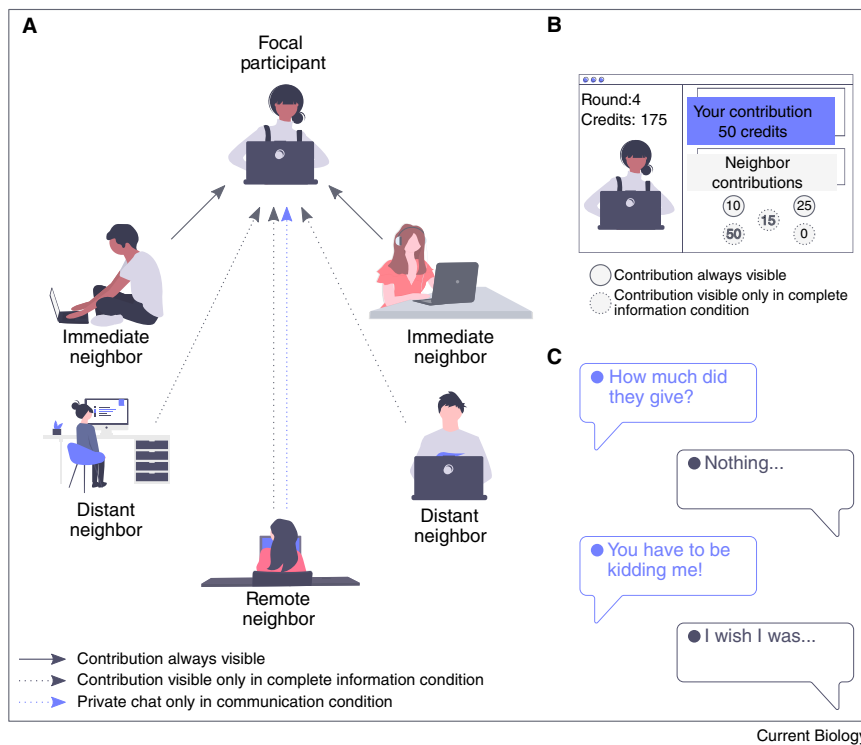 A
Focal
participant
Immediate
neighbor
Immediate
neighbor
Distant
neighbor
Distant
neighbor
Remote
neighbor
Contribution always visible
Contribution visible only in complete information condition
Private chat only in communication condition
B
Round:4
Credits: 175
Your contribution
50 credits
Neighbor
contributions
10
25
15
50
0
Contribution always visible
Contribution visible only in complete
information condition
C
How much did
they give?
Nothing...
You have to be
kidding me!
I wish I was...
Current Biology